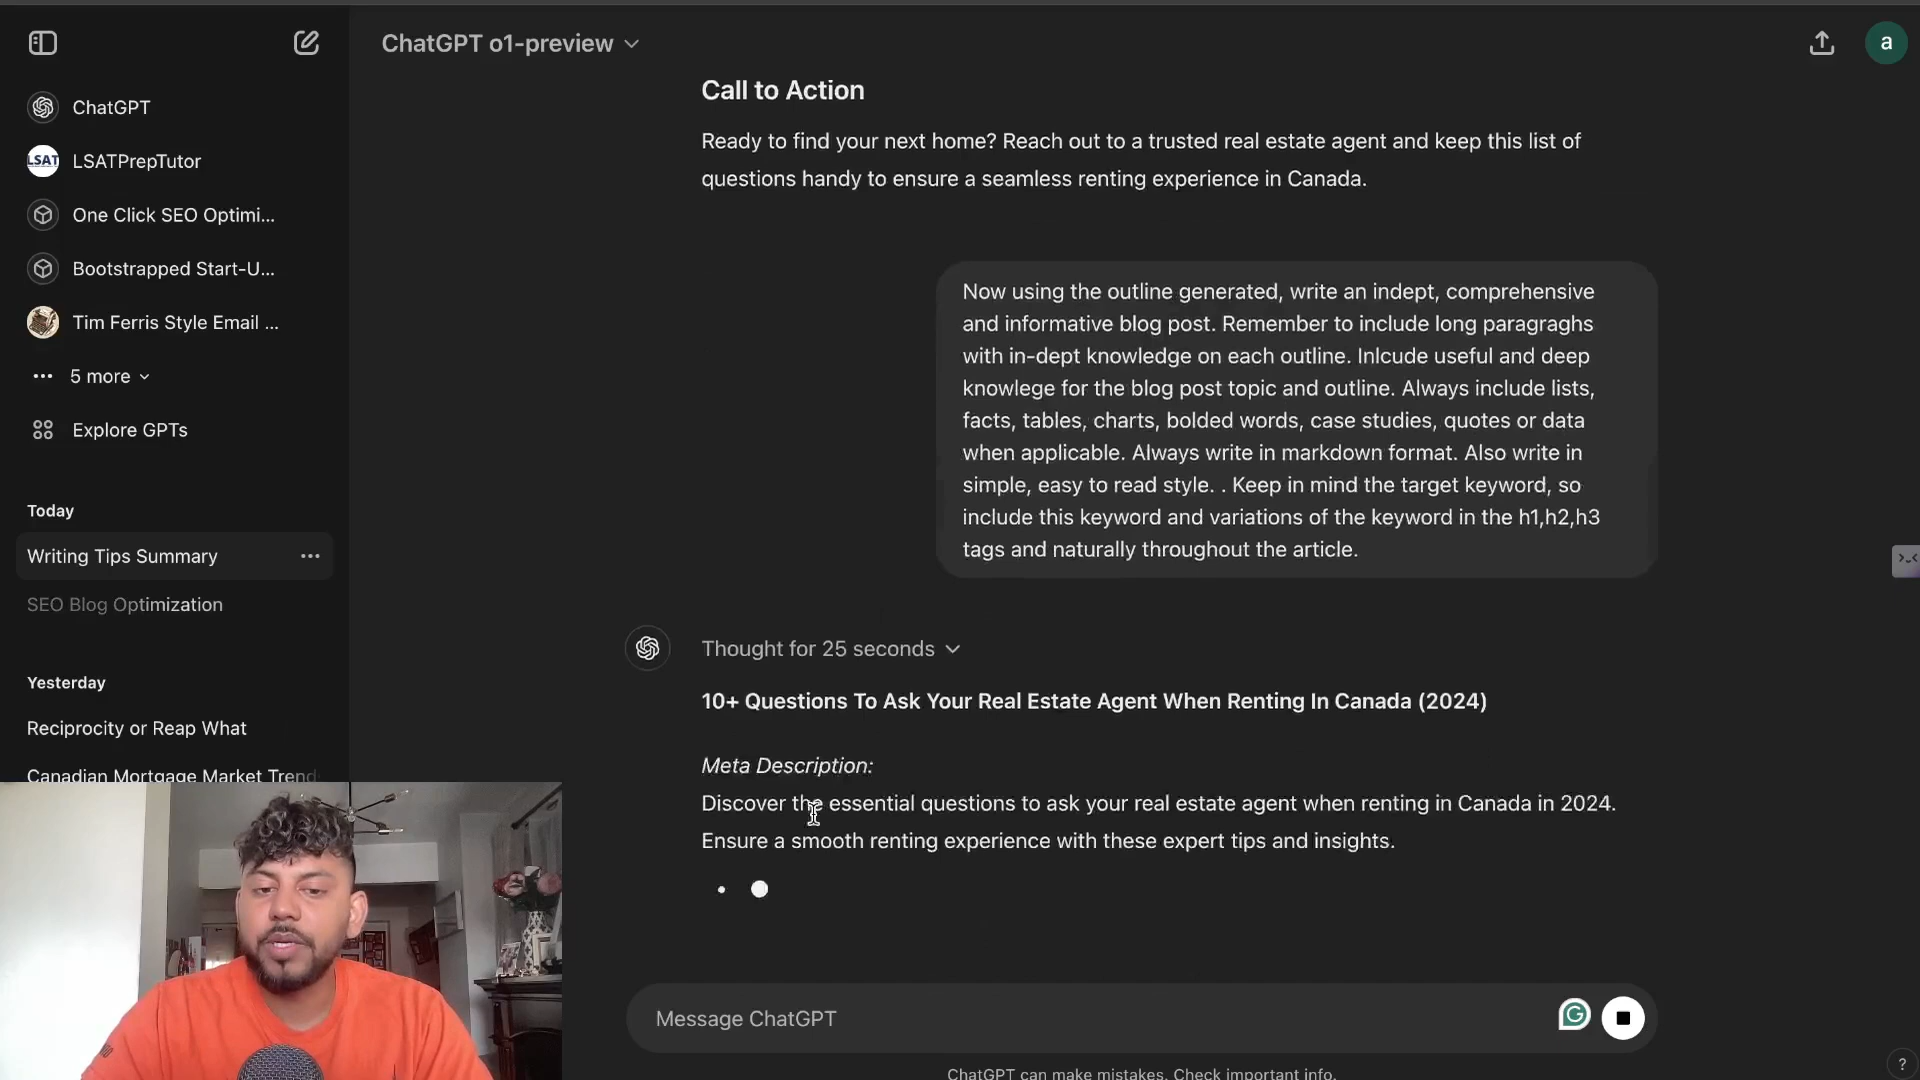 ChatGPT o1-preview
a
ChatGPT
LSAT
LSATPrepTutor
One Click SEO Optimi...
Bootstrapped Start-U...
Tim Ferris Style Email ...
5 more
Explore GPTs
Today
Writing Tips Summary
SEO Blog Optimization
Yesterday
Reciprocity or Reap What
Canadian Mortgage Market Trend
Call to Action
Ready to find your next home? Reach out to a trusted real estate agent and keep this list of
questions handy to ensure a seamless renting experience in Canada.
Now using the outline generated, write an indept, comprehensive
and informative blog post. Remember to include long paragraghs
with in-dept knowledge on each outline. Inlcude useful and deep
knowlege for the blog post topic and outline. Always include lists,
facts, tables, charts, bolded words, case studies, quotes or data
when applicable. Always write in markdown format. Also write in
simple, easy to read style. . Keep in mind the target keyword, so
include this keyword and variations of the keyword in the h1,h2,h3
tags and naturally throughout the article.
Thought for 25 seconds
10+ Questions To Ask Your Real Estate Agent When Renting In Canada (2024)
Meta Description:
Discover the essential questions to ask your real estate agent when renting in Canada in 2024.
Ensure a smooth renting experience with these expert tips and insights.
Message ChatGPT
ChatGPT can make mistakes. Check important info.
?